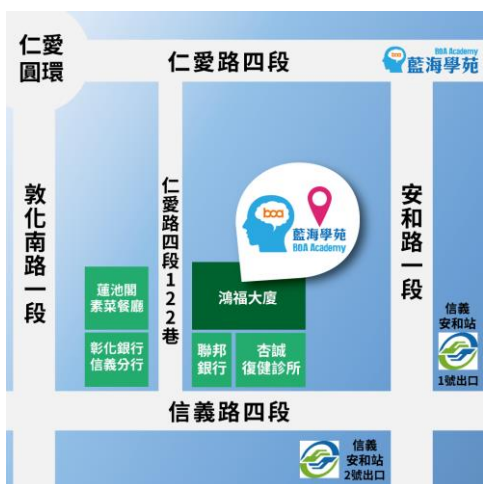 仁愛
圓環
仁愛路四段
BOA Academy
藍海學苑
敦化南路一段
仁愛路四段122巷
安和路一段
boa
藍海學苑
BOA Academy
蓮池閣
素菜餐廳
鴻福大廈
彰化銀行
信義分行
聯邦
銀行
杏誠
復健診所
信義
安和站
1號出口
信義路四段
信義
安和站
2號出口